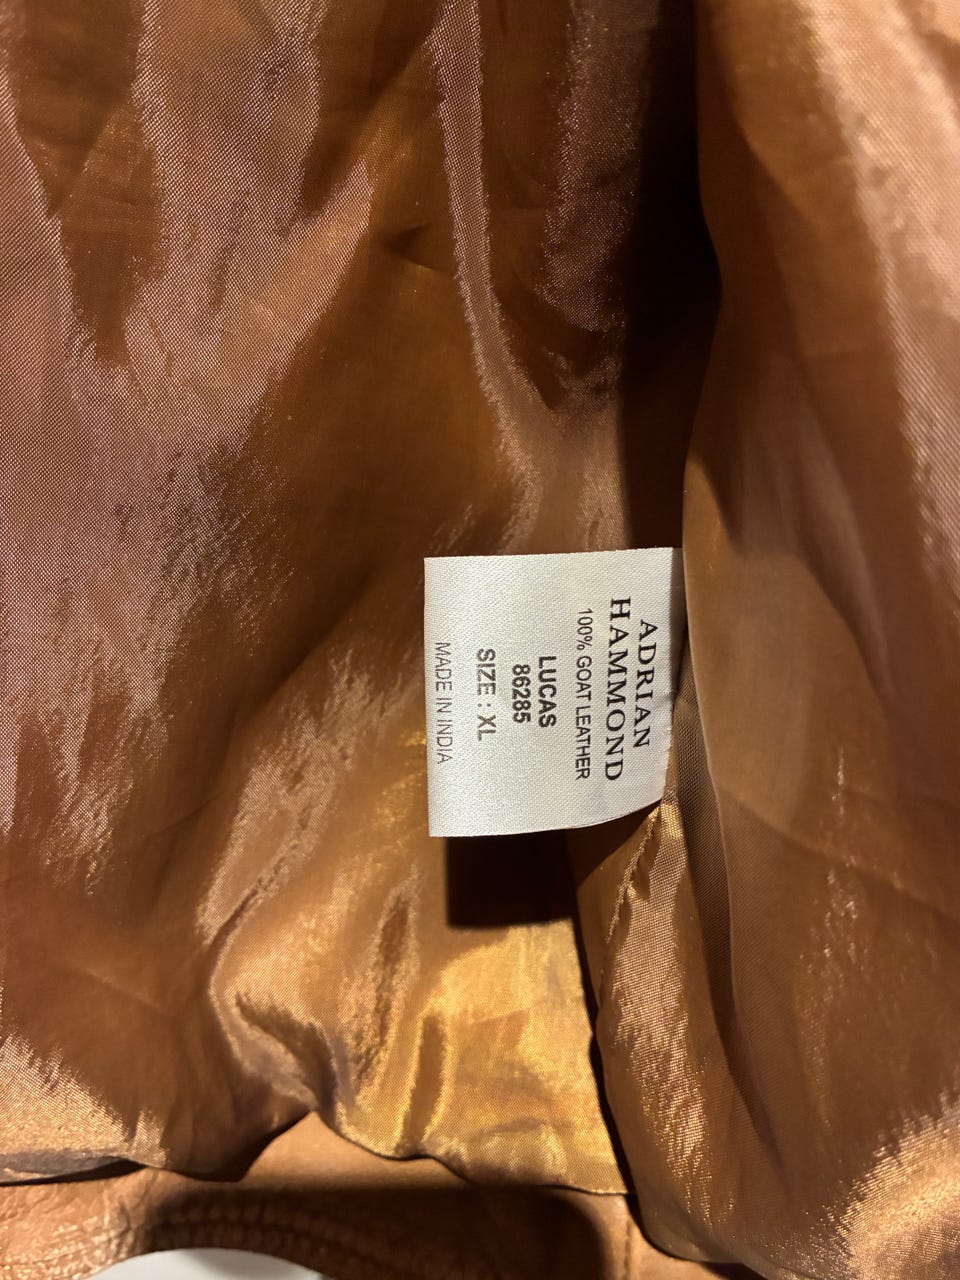 ADRIAN
HAMMOND
100% GOAT LEATHER
LUCAS
86285
SIZE : XL
MADE IN INDIA